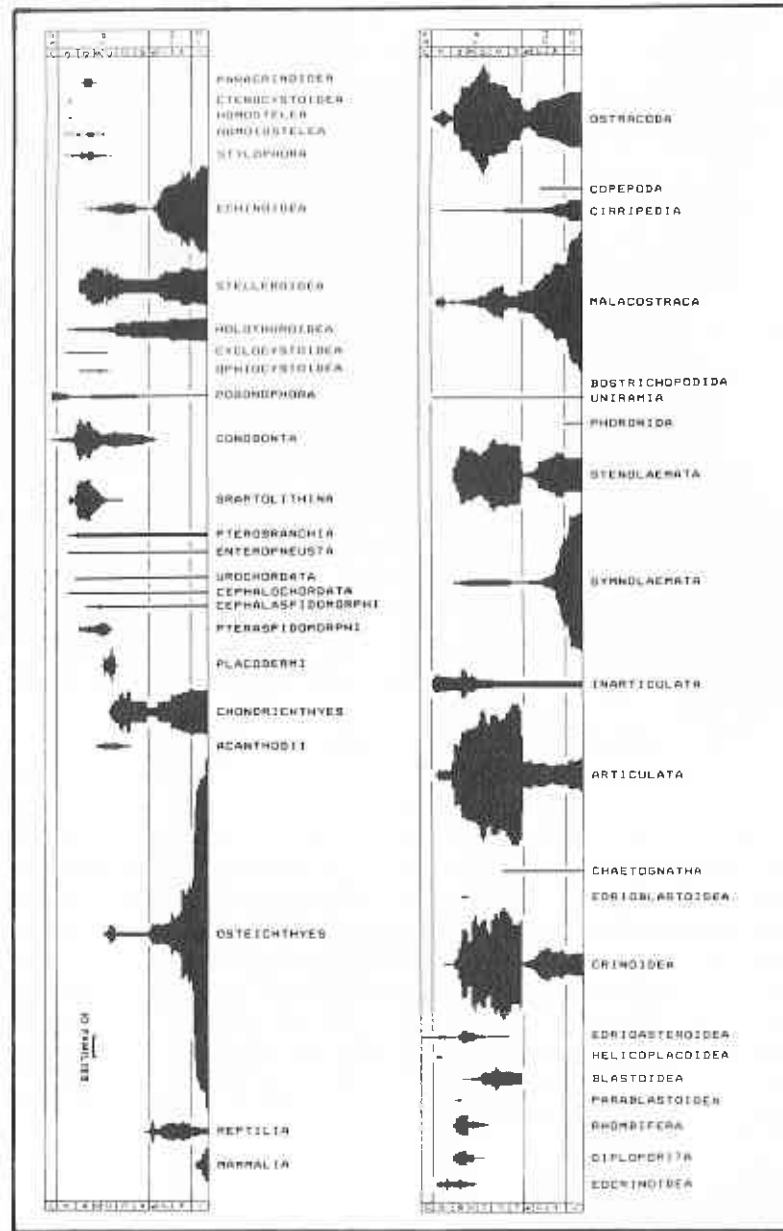 PARACRINOIDEA
CTENOCYSTOIDEA
HOMOSTELEA
HOMOIOSTELEA
STYLOPHORA
ECHINOIDEA
STELLEROIDEA
HOLOTHUROIDEA
CYCLOCYSTOIDEA
OPHIOCYSTOIDEA
POGONOPHORA
CONODONTA
GRAPTOLITHINA
PTEROBRANCHIA
ENTEROPNEUSTA
UROCHORDATA
CEPHALOCHORDATA
CEPHALASPIDOMORPHI
PTERASPIDOMORPHI
PLACODERMI
CHONDRICHTHYES
ACANTHODII
OSTEICHTHYES
10 FAMILIES
REPTILIA
MAMMALIA
OSTRACODA
COPEPODA
CIRRIPEDIA
MALACOSTRACA
BOSTRICHOPODIDA
UNIRAMIA
PHORONIDA
STENOLAEMATA
GYMNOLAEMATA
INARTICULATA
ARTICULATA
CHAETOGNATHA
EDRIOBLASTOIDEA
CRINOIDEA
EDRIOASTEROIDEA
HELICOPLACOIDEA
BLASTOIDEA
PARABLASTOIDEA
RHOMBIFERA
DIPLOPORITA
EOCRINOIDEA